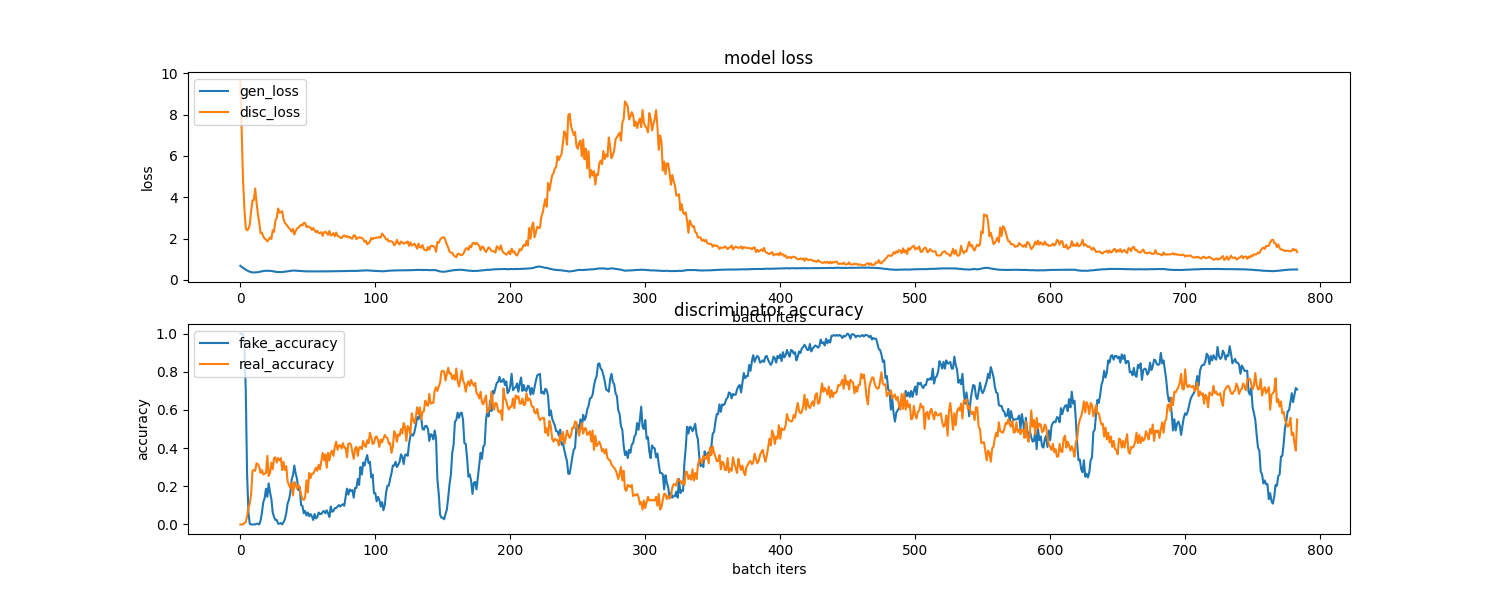 model loss
10
8
6
4
2
0
loss
gen_loss
disc_loss
0 100 200 300 400 500 600 700 800
batch iters
discriminator accuracy
1.0
0.8
0.6
0.4
0.2
0.0
accuracy
fake_accuracy
real_accuracy
0 100 200 300 400 500 600 700 800
batch iters